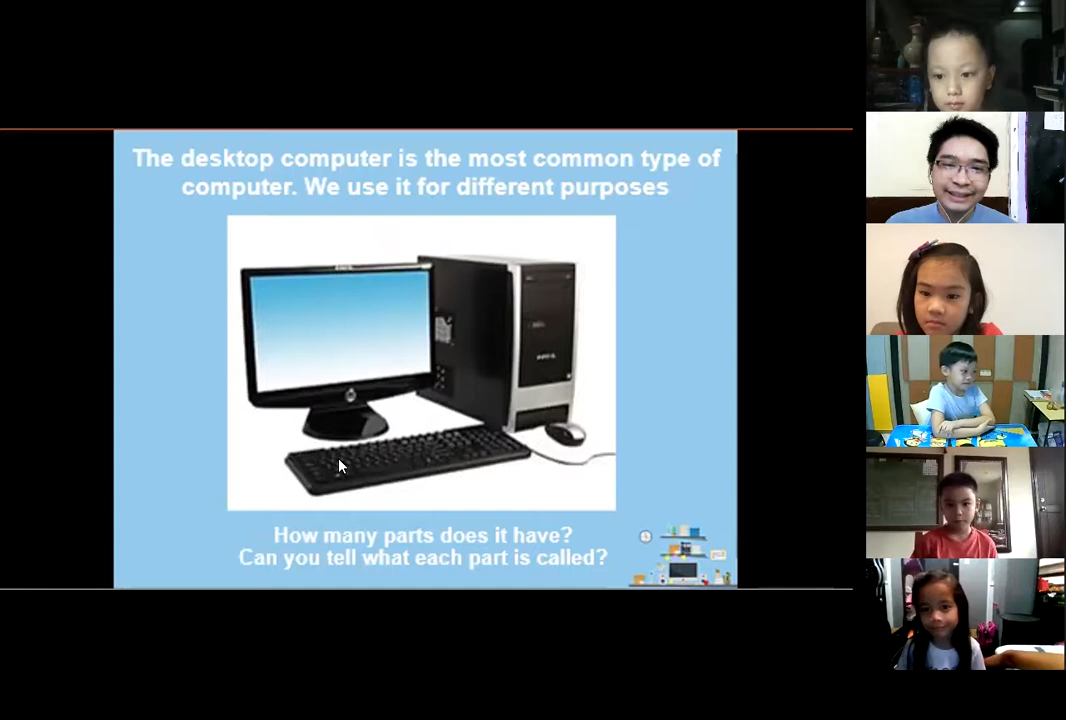 The desktop computer is the most common type of
computer. We use it for different purposes
How many parts does it have?
Can you tell what each part is called?